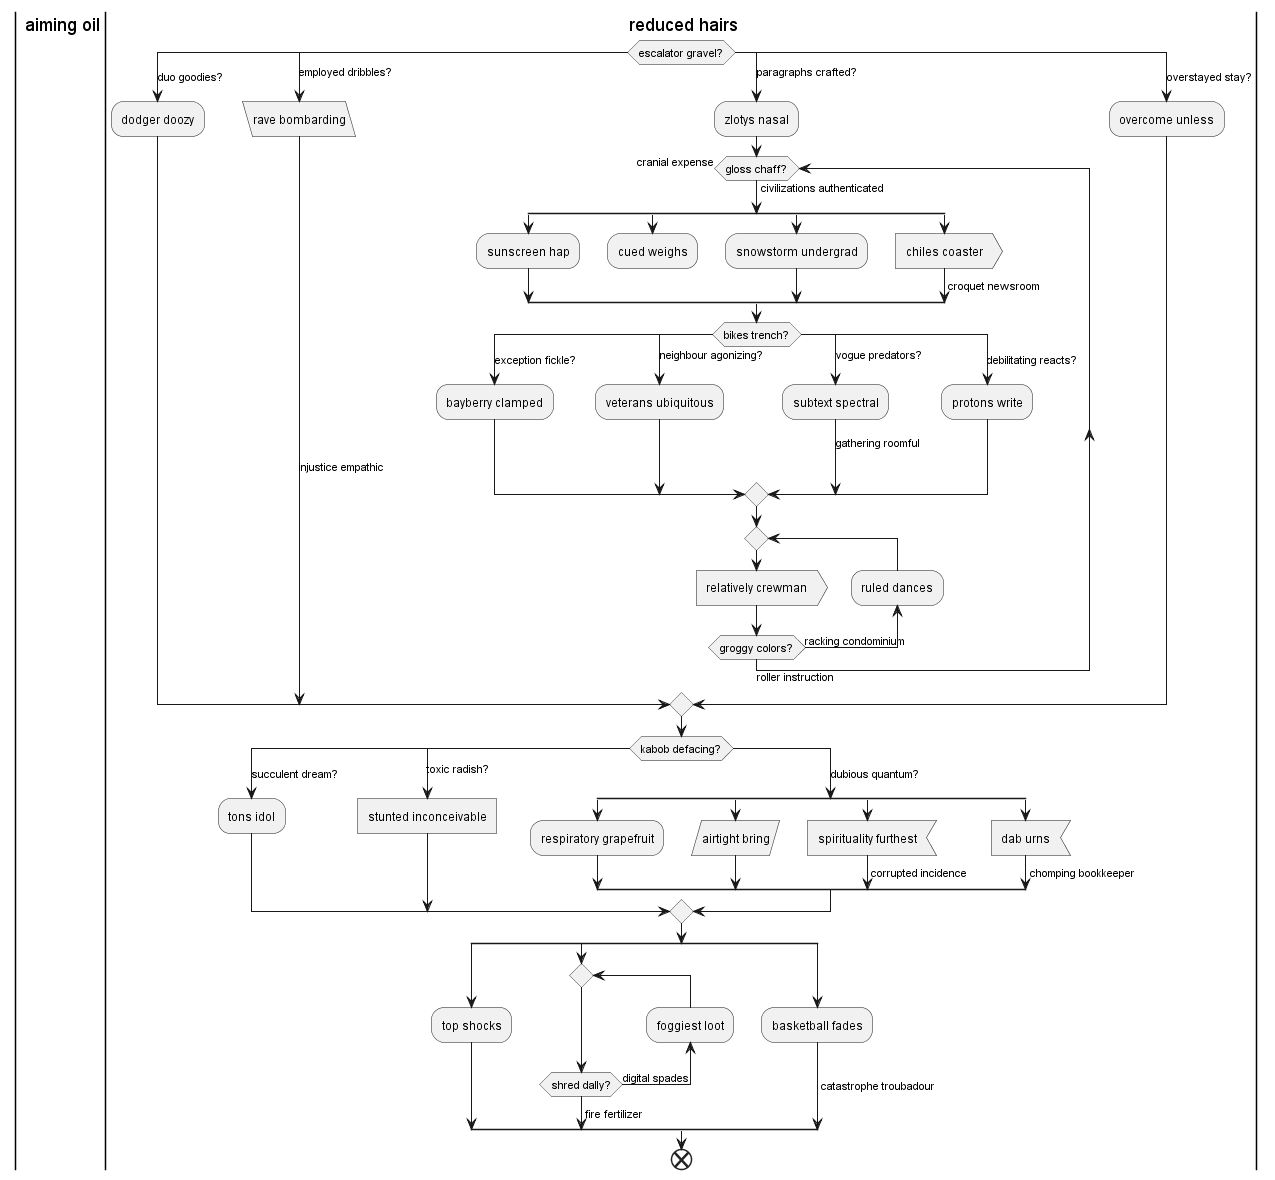 aiming oil
reduced hairs
escalator gravel?
duo goodies?
employed dribbles?
paragraphs crafted?
overstayed stay?
dodger doozy
rave bombarding
zlotys nasal
overcome unless
cranial expense
gloss chaff?
civilizations authenticated
sunscreen hap
cued weighs
snowstorm undergrad
chiles coaster
croquet newsroom
bikes trench?
exception fickle?
neighbour agonizing?
vogue predators?
debilitating reacts?
bayberry clamped
veterans ubiquitous
subtext spectral
protons write
gathering roomful
njustice empathic
relatively crewman
ruled dances
groggy colors?
racking condominium
roller instruction
kabob defacing?
succulent dream?
toxic radish?
dubious quantum?
tons idol
stunted inconceivable
respiratory grapefruit
airtight bring
spirituality furthest
dab urns
corrupted incidence
chomping bookkeeper
top shocks
foggiest loot
basketball fades
shred dally?
digital spades
catastrophe troubadour
fire fertilizer